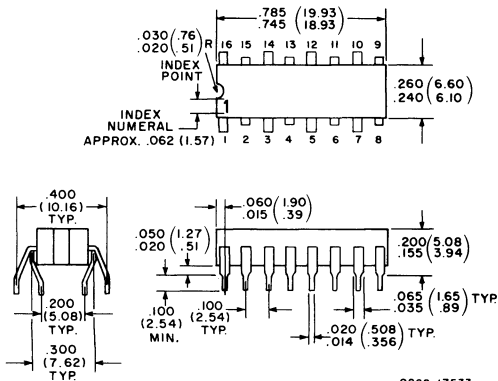 .785 (19.93)
.745 (18.93)
.030 (.76) R
.020 (.51)
16 15 14 13 12 11 10 9
INDEX
POINT
1
INDEX
NUMERAL
APPROX. .062 (1.57)
1 2 3 4 5 6 7 8
.260 (6.60)
.240 (6.10)
.400
(10.16)
TYP.
.200
(5.08)
TYP.
.300
(7.62)
TYP.
.060 (1.90)
.015 (.39)
.050 (1.27)
.020 (.51)
.200 (5.08)
.155 (3.94)
.100
(2.54)
MIN.
.100
(2.54) TYP.
.065 (1.65) TYP.
.035 (.89)
.020 (.508) TYP.
.014 (.356)